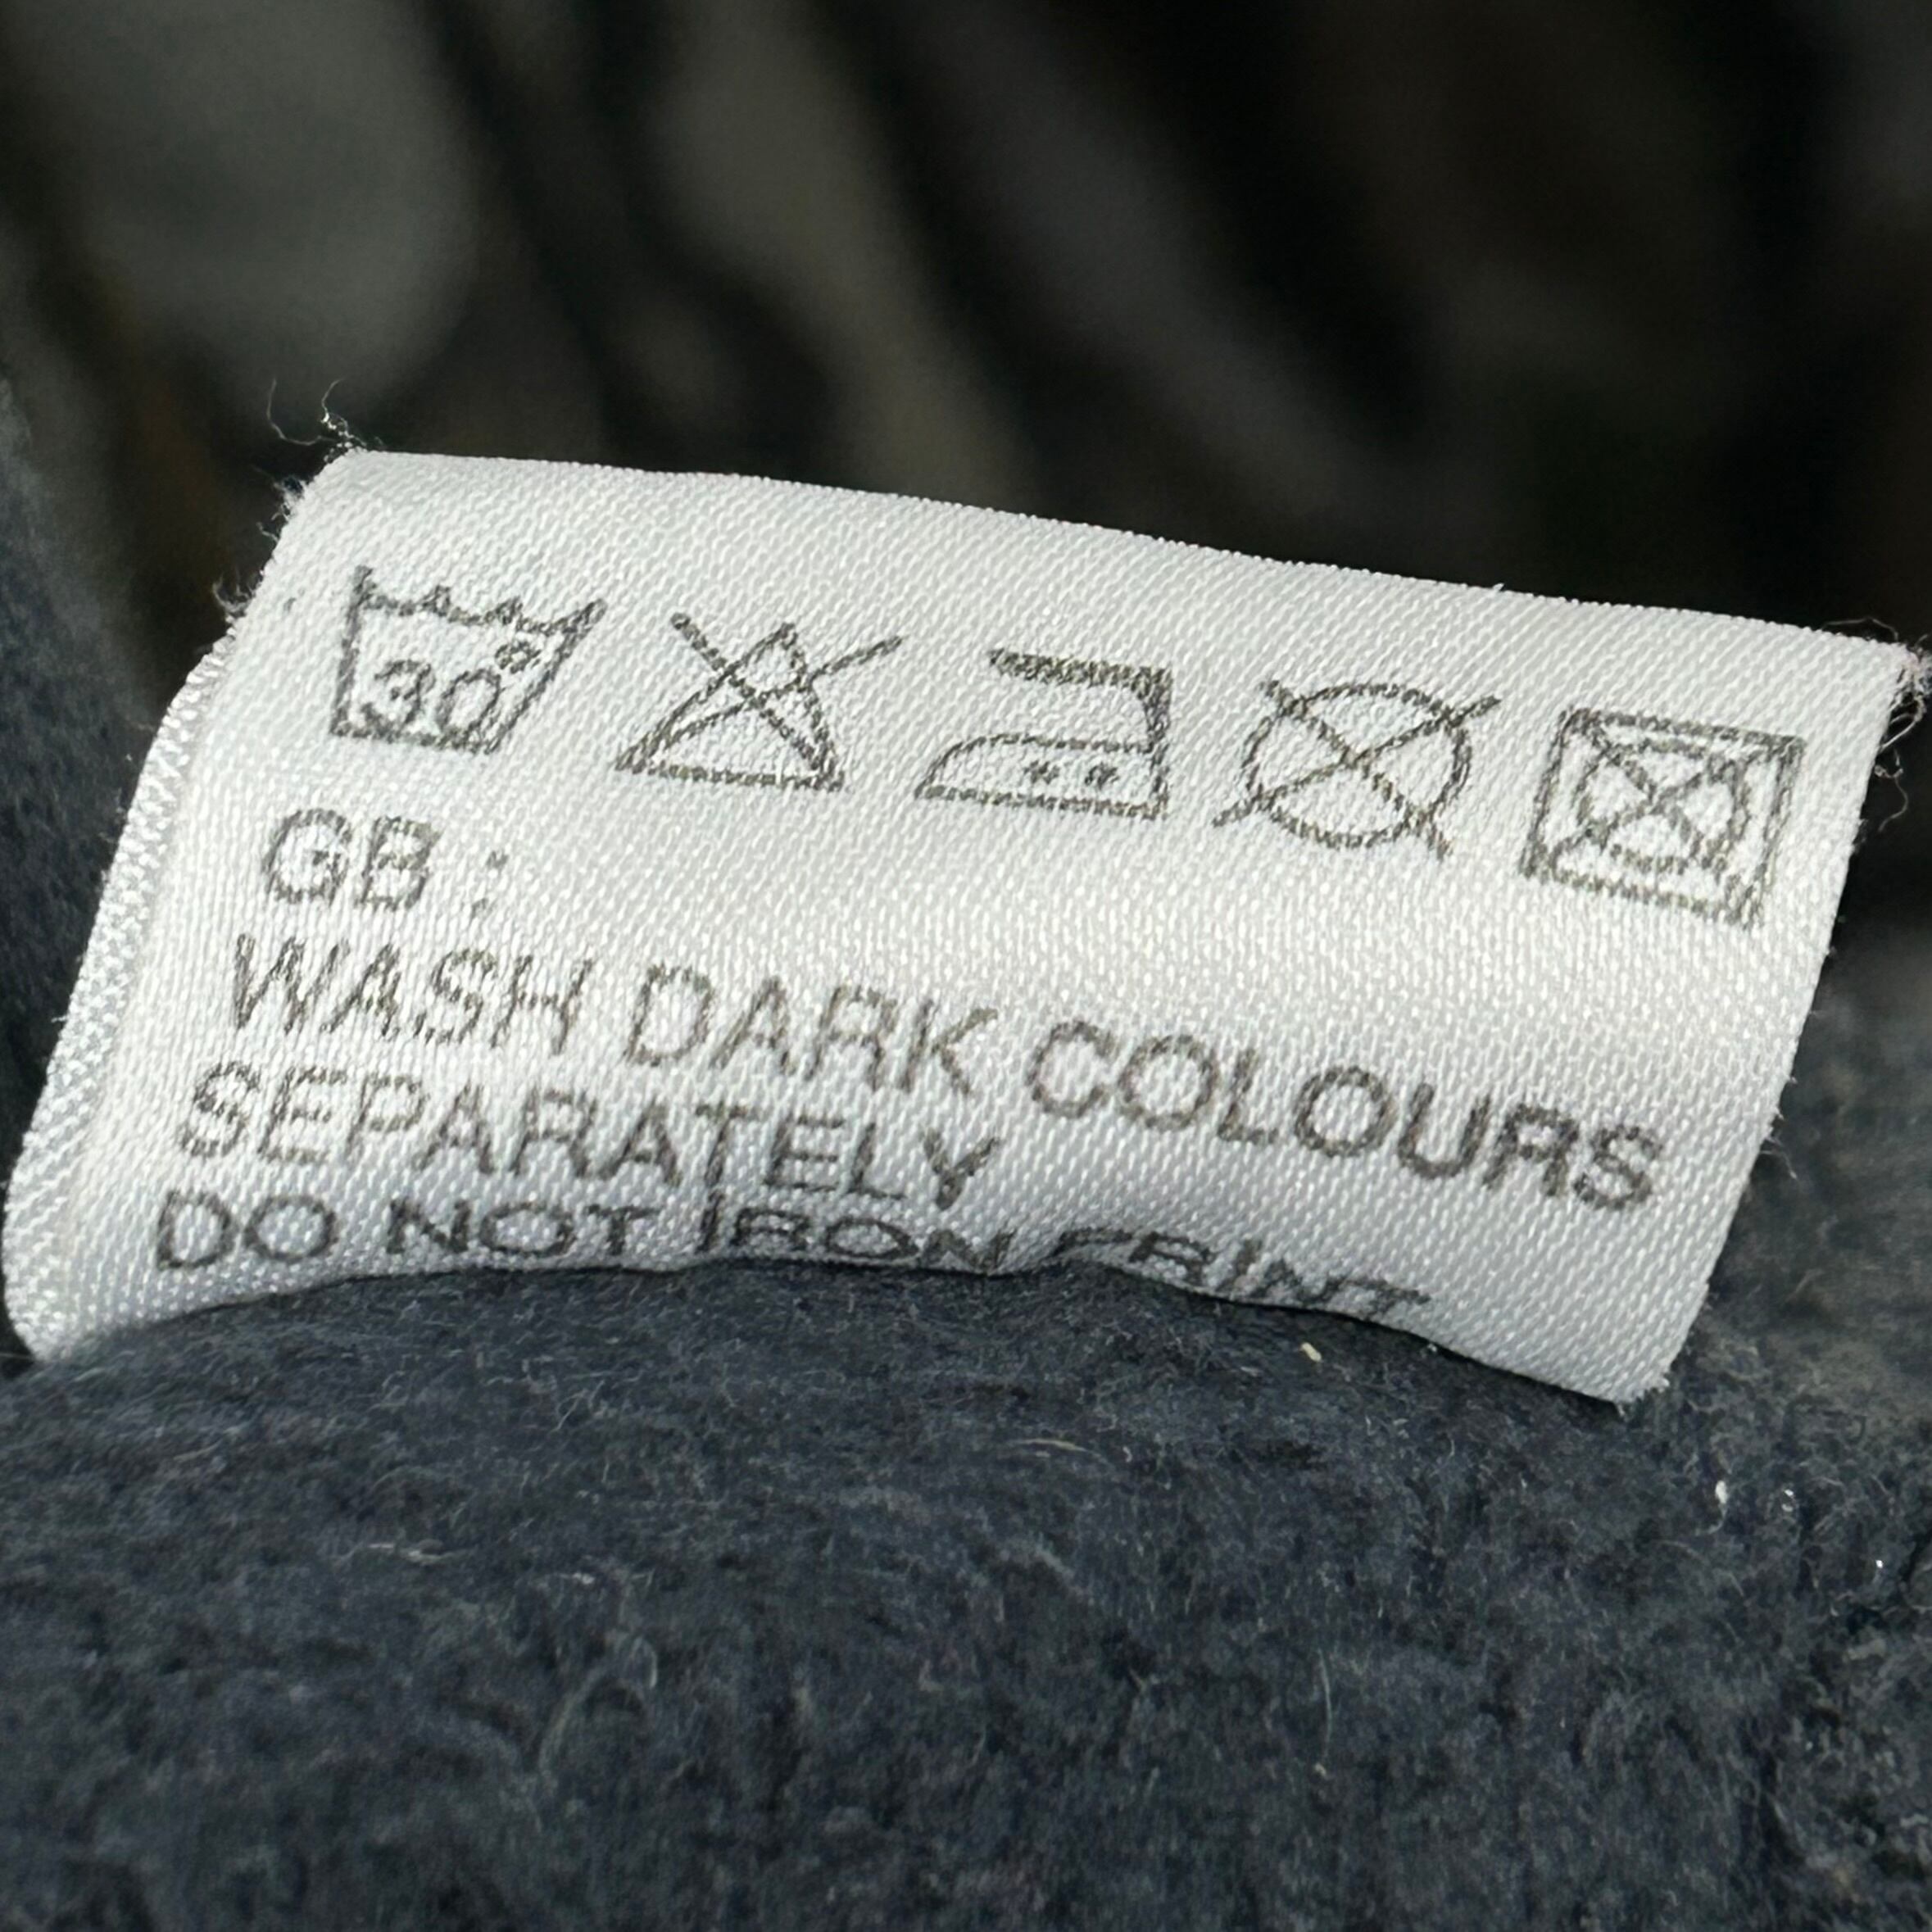 30°
GB :
WASH DARK COLOURS
SEPARATELY
DO NOT IRON PRINT